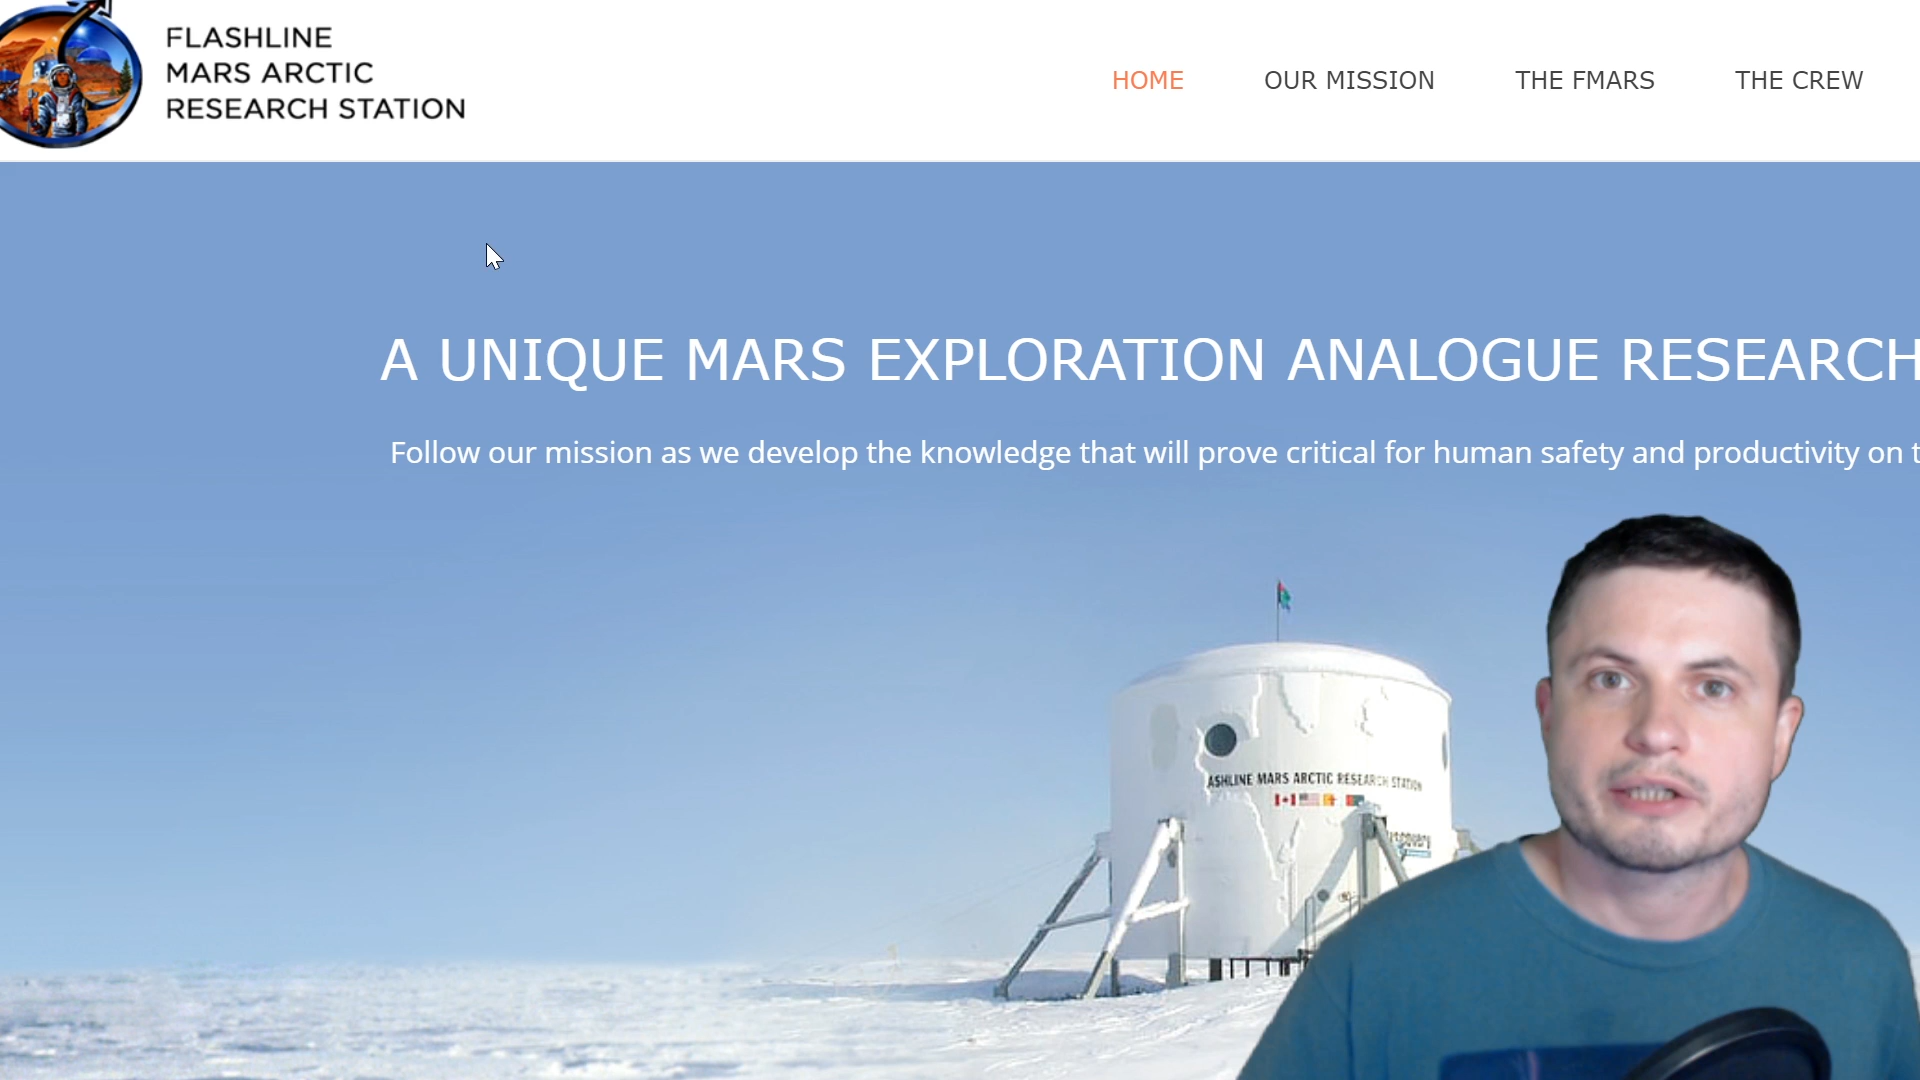 FLASHLINE
MARS ARCTIC
RESEARCH STATION
HOME OUR MISSION THE FMARS THE CREW
A UNIQUE MARS EXPLORATION ANALOGUE RESEARCH
Follow our mission as we develop the knowledge that will prove critical for human safety and productivity on t
ASHLINE MARS ARCTIC RESEARCH STATION